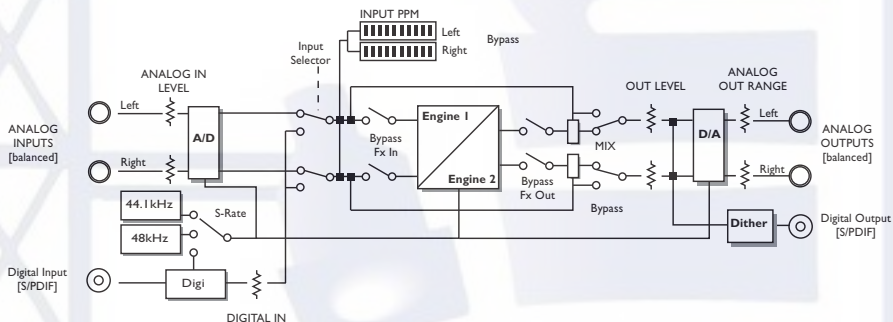 INPUT PPM
Left
Right
Bypass
Input
Selector
ANALOG IN
LEVEL
OUT LEVEL
ANALOG
OUT RANGE
Left
Left
ANALOG
INPUTS
[balanced]
A/D
Bypass
Fx In
Engine 1
Engine 2
MIX
D/A
ANALOG
OUTPUTS
[balanced]
Right
Right
Bypass
Fx Out
Bypass
44.1kHz
S-Rate
48kHz
Dither
Digital Output
[S/PDIF]
Digital Input
[S/PDIF]
Digi
DIGITAL IN